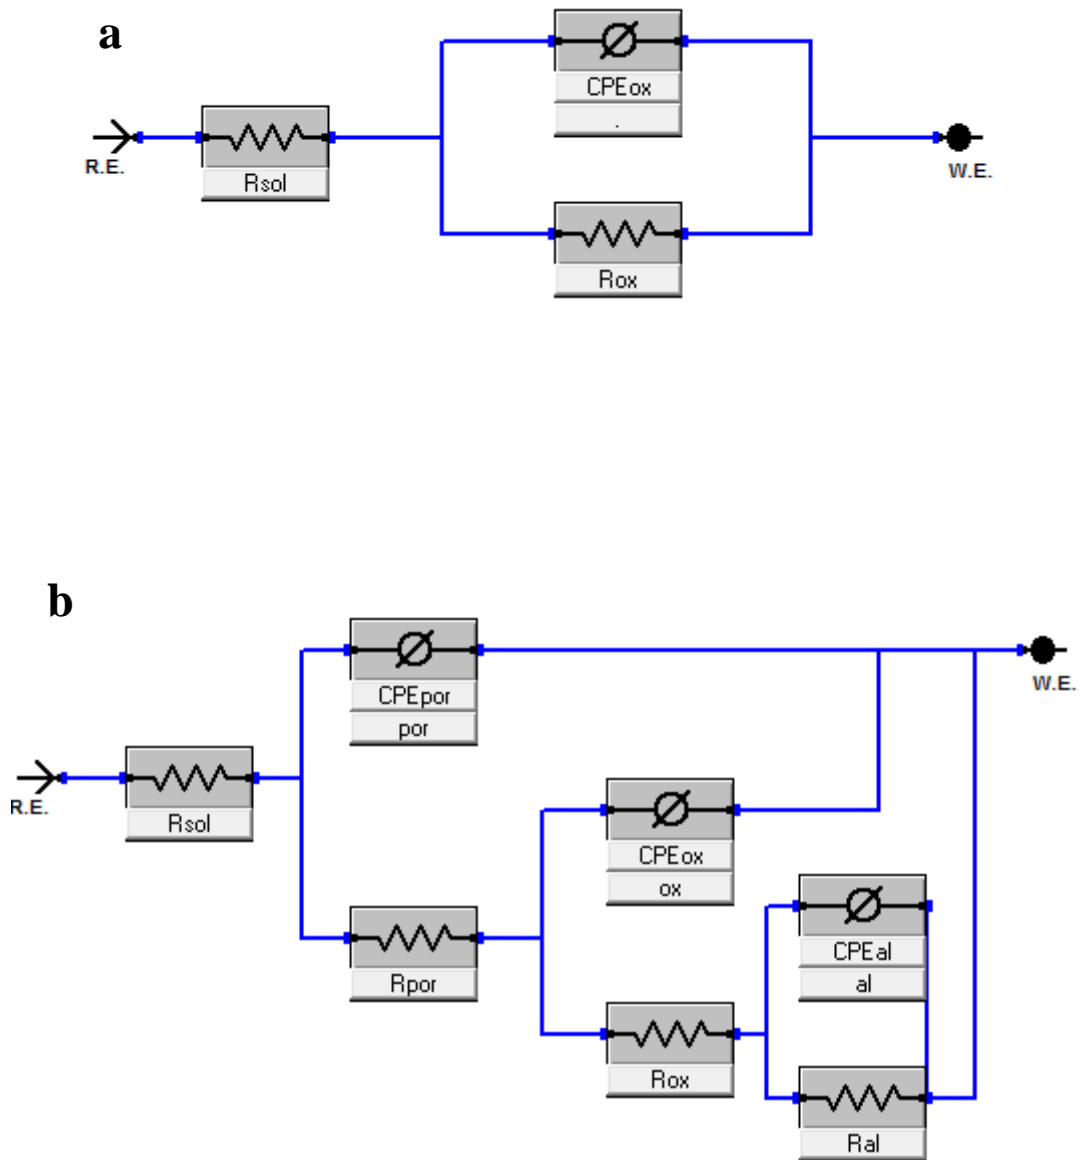 a
CPEox
.
R.E.
Rsol
W.E.
Rox
b
CPEpor
por
W.E.
R.E.
Rsol
CPEox
ox
CPEal
al
Rpor
Rox
Ral